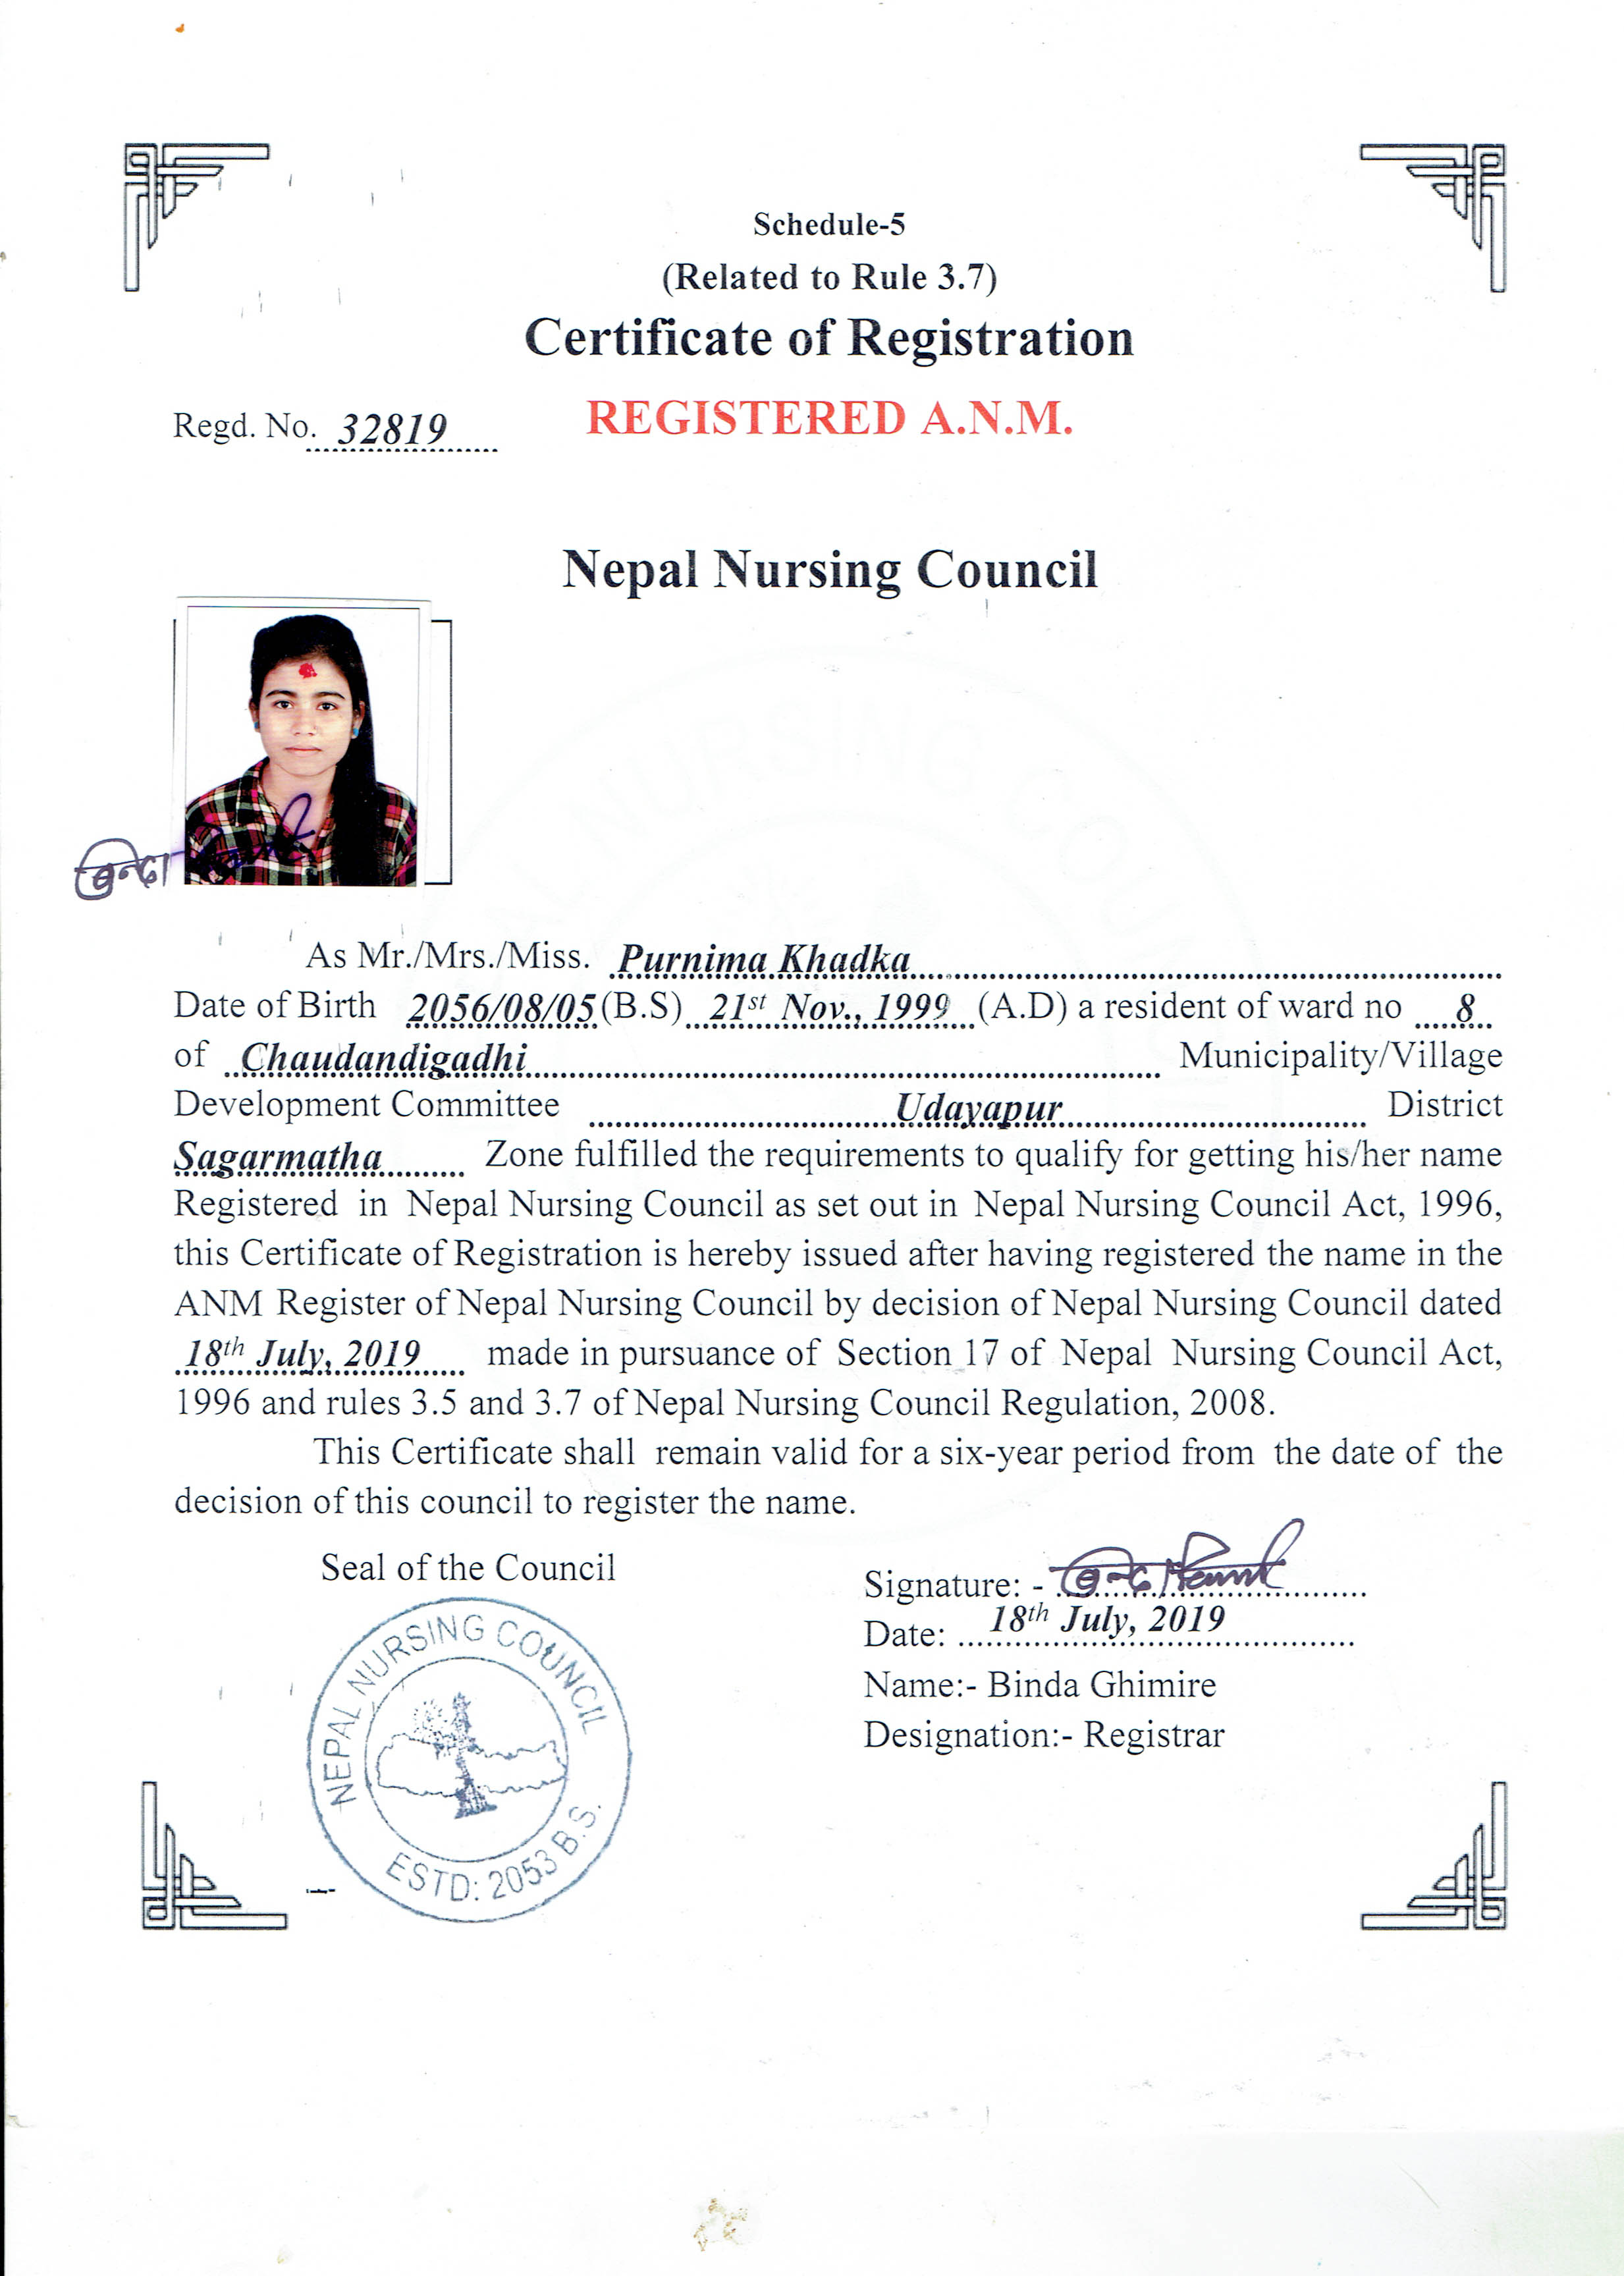 Schedule-5
(Related to Rule 3.7)
Certificate of Registration
Regd. No. 32819 REGISTERED A.N.M.
Nepal Nursing Council
As Mr./Mrs./Miss. Purnima Khadka
Date of Birth 2056/08/05 (B.S) 21st Nov., 1999 (A.D) a resident of ward no 8
of Chaudandigadhi Municipality/Village
Development Committee Udayapur District
Sagarmatha Zone fulfilled the requirements to qualify for getting his/her name
Registered in Nepal Nursing Council as set out in Nepal Nursing Council Act, 1996,
this Certificate of Registration is hereby issued after having registered the name in the
ANM Register of Nepal Nursing Council by decision of Nepal Nursing Council dated
18th July, 2019 made in pursuance of Section 17 of Nepal Nursing Council Act,
1996 and rules 3.5 and 3.7 of Nepal Nursing Council Regulation, 2008.
This Certificate shall remain valid for a six-year period from the date of the
decision of this council to register the name.
Seal of the Council
NEPAL NURSING COUNCIL
ESTD: 2053 B.S.
Signature: -
Date: 18th July, 2019
Name:- Binda Ghimire
Designation:- Registrar